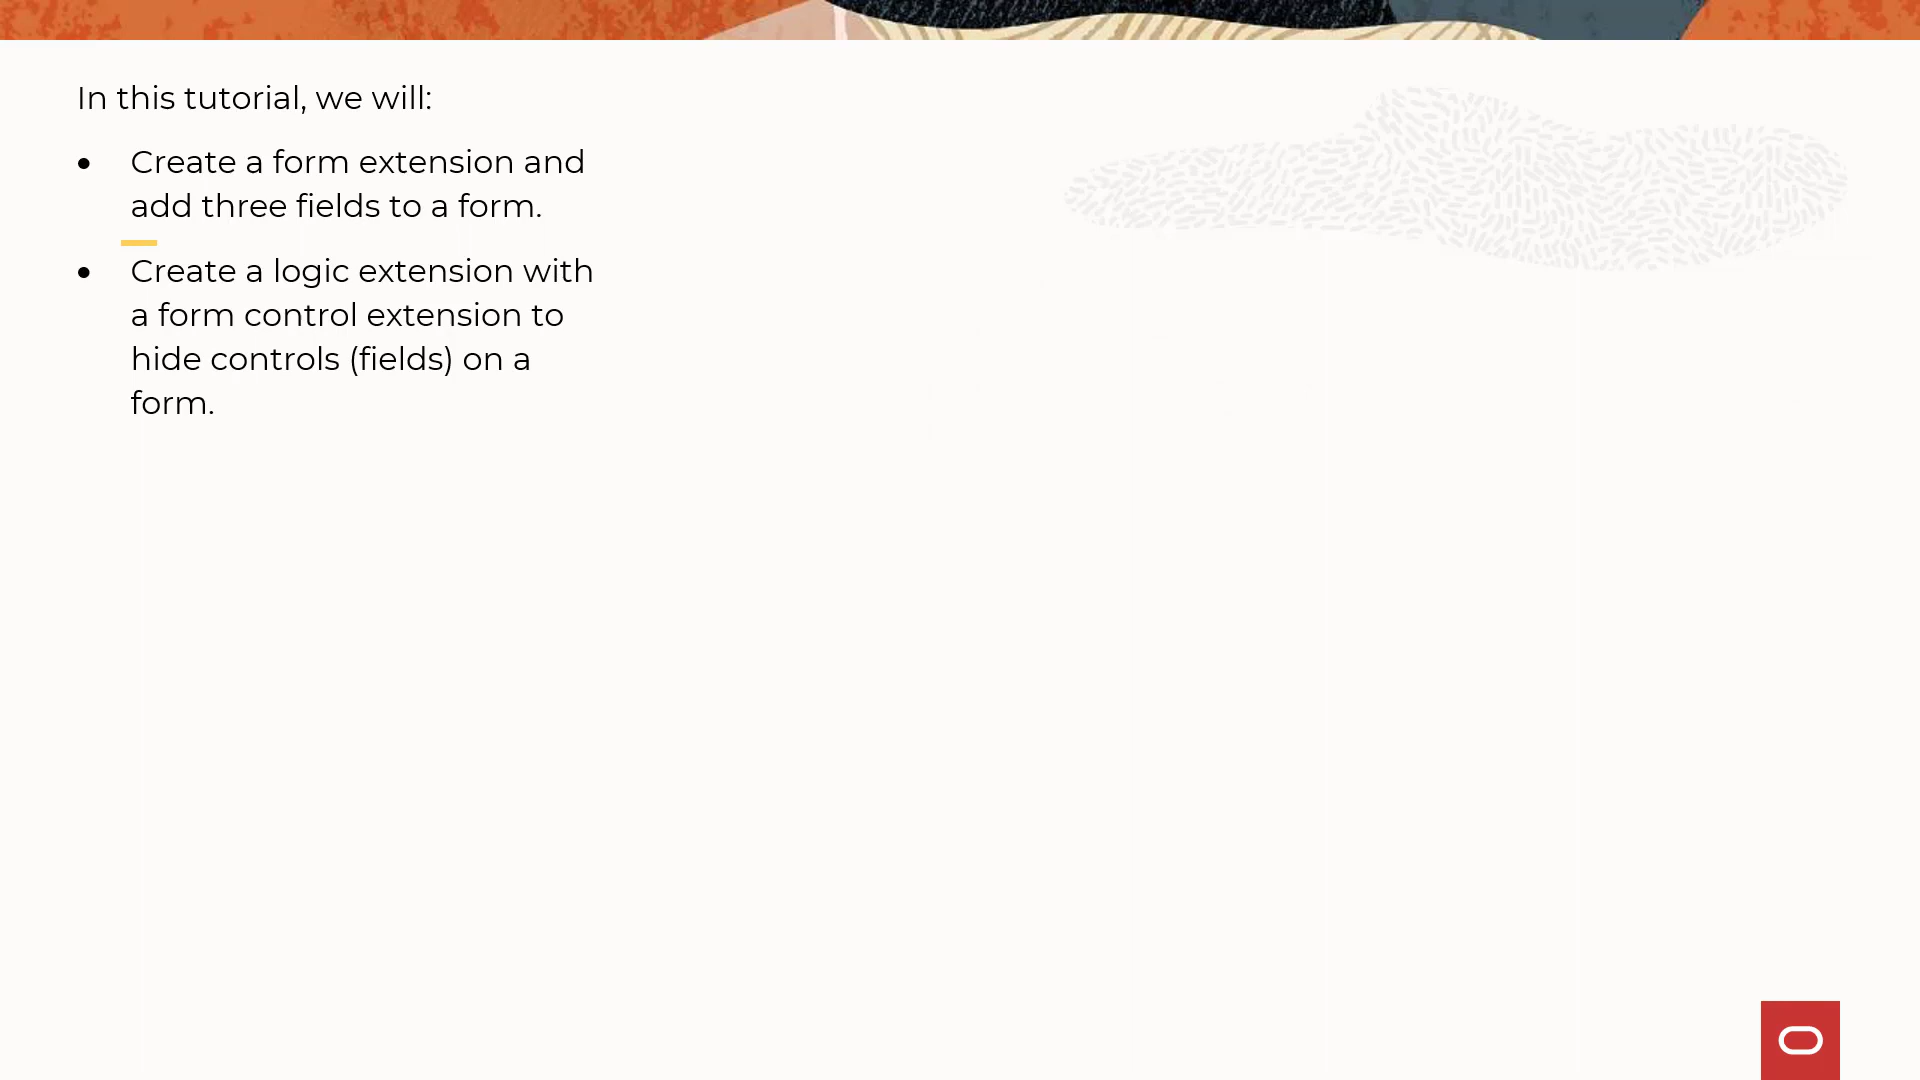 In this tutorial, we will:
• Create a form extension and
add three fields to a form.
• Create a logic extension with
a form control extension to
hide controls (fields) on a
form.